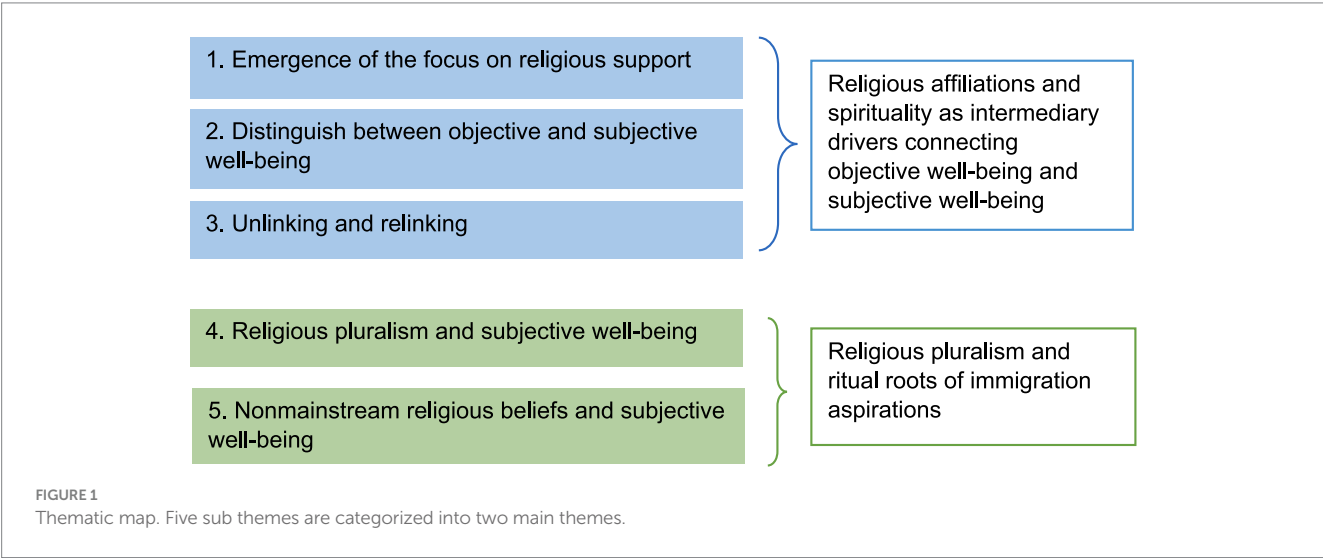 1. Emergence of the focus on religious support
2. Distinguish between objective and subjective
well-being
3. Unlinking and relinking
Religious affiliations and
spirituality as intermediary
drivers connecting
objective well-being and
subjective well-being
4. Religious pluralism and subjective well-being
5. Nonmainstream religious beliefs and subjective
well-being
Religious pluralism and
ritual roots of immigration
aspirations
FIGURE 1
Thematic map. Five sub themes are categorized into two main themes.